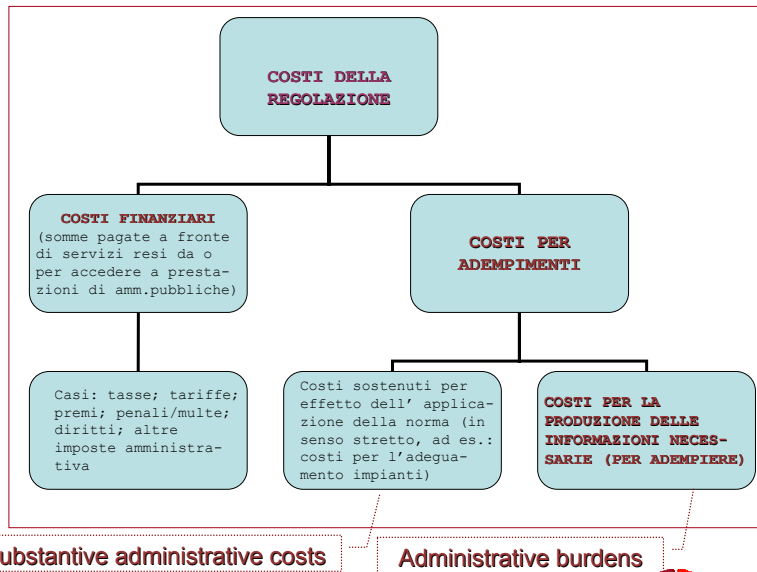 COSTI DELLA
REGOLAZIONE
COSTI FINANZIARI
(somme pagate a fronte
di servizi resi da o
per accedere a presta-
zioni di amm.pubbliche)
COSTI PER
ADEMPIMENTI
Casi: tasse; tariffe;
premi; penali/multe;
diritti; altre
imposte amministra-
tiva
Costi sostenuti per
effetto dell' applica-
zione della norma (in
senso stretto, ad es.:
costi per l'adegua-
mento impianti)
COSTI PER LA
PRODUZIONE DELLE
INFORMAZIONI NECES-
SARIE (PER ADEMPIERE)
ubstantive administrative costs
Administrative burdens